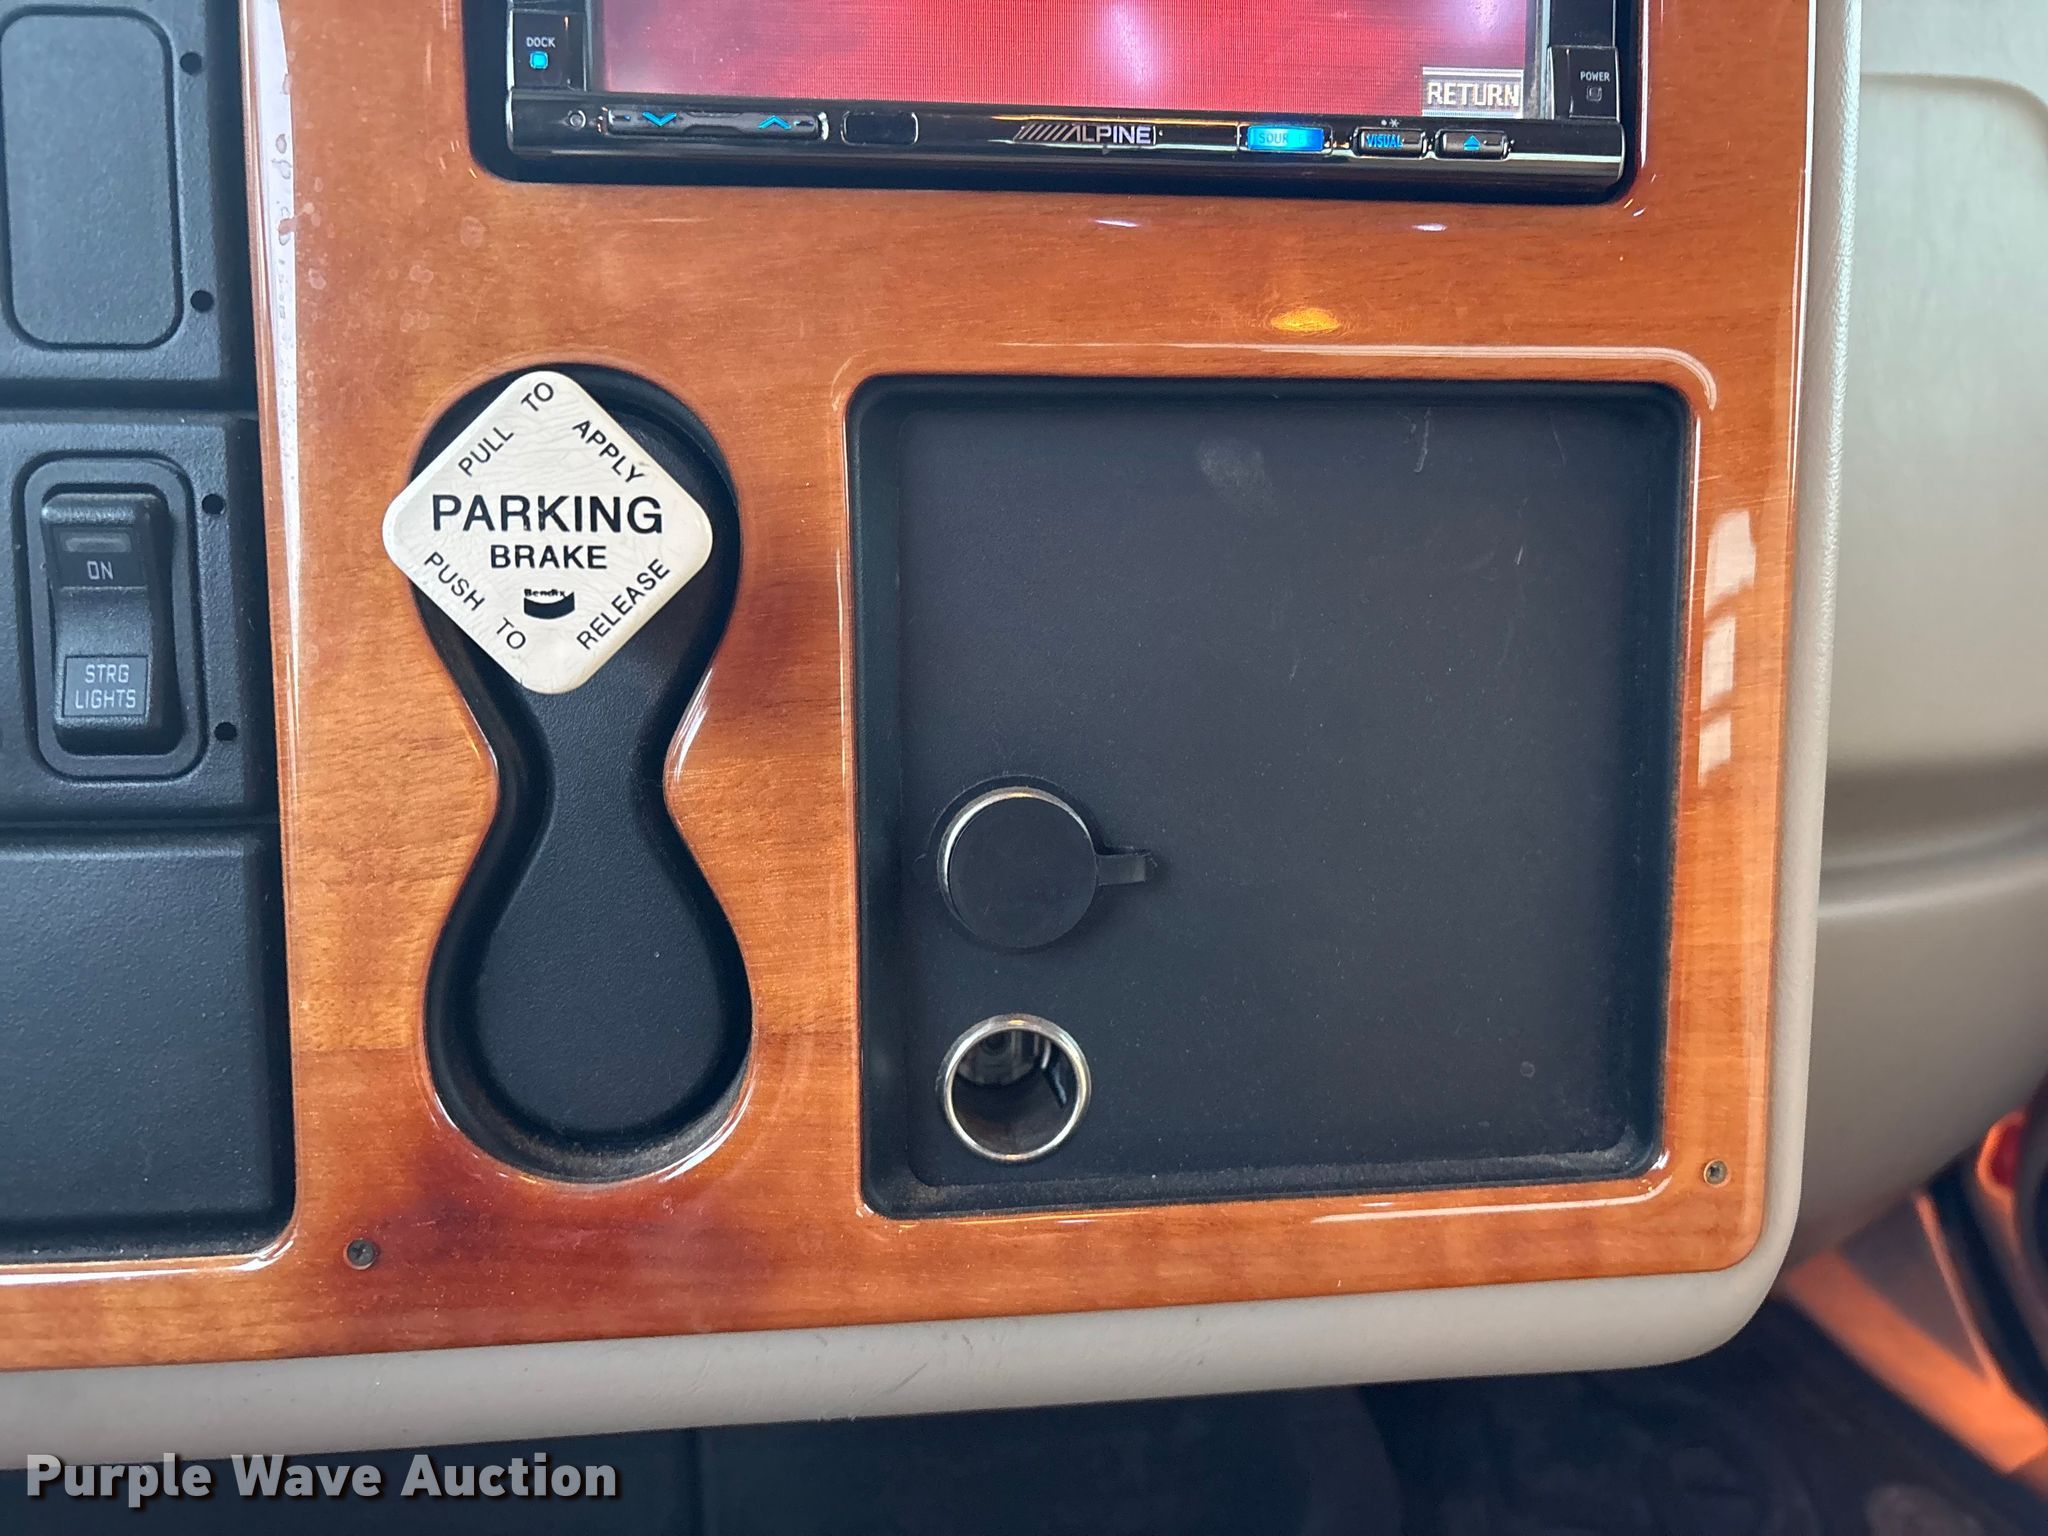 DOCK
POWER
RETURN
ALPINE
SOURCE
VISUAL
PULL TO APPLY
PARKING
BRAKE
Bendix
PUSH TO RELEASE
ON
STRG
LIGHTS
Purple Wave Auction